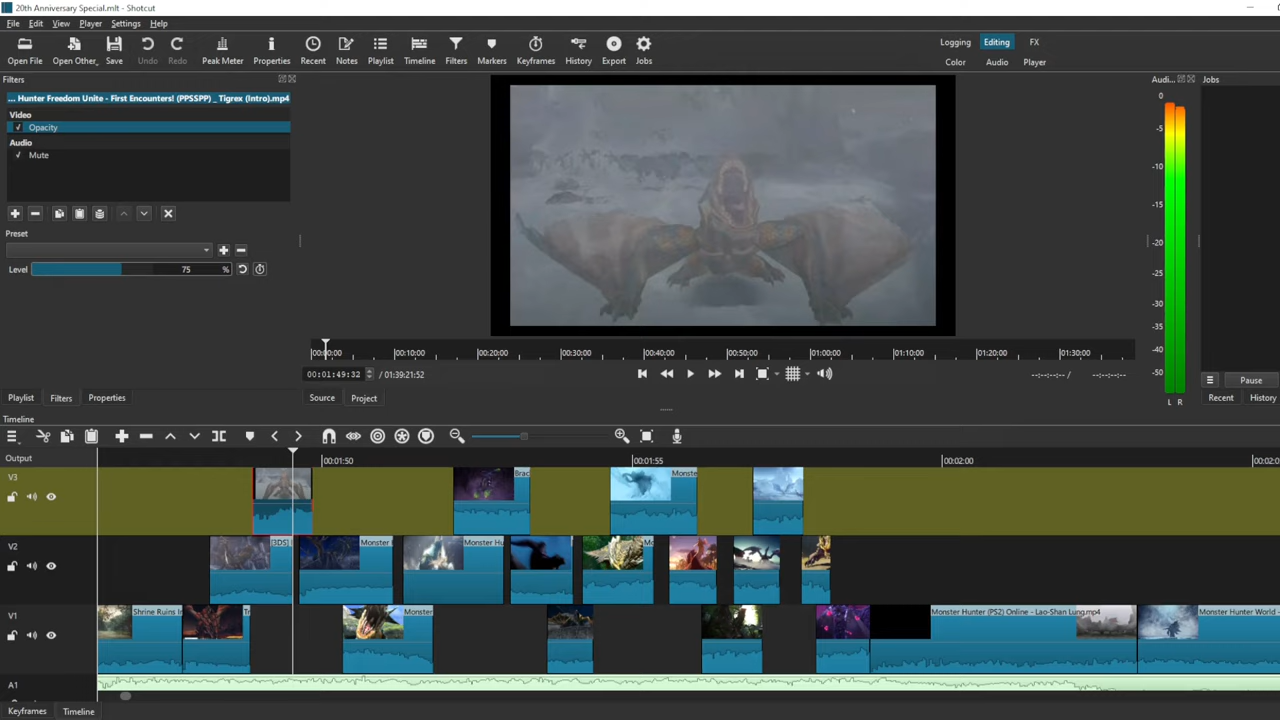 20th Anniversary Special.mlt - Shotcut
File Edit View Player Settings Help
Open File Open Other.. Save Undo Redo Peak Meter Properties Recent Notes Playlist Timeline Filters Markers Keyframes History Export Jobs
Logging Editing FX
Color Audio Player
Filters
Audi...
Jobs
... Hunter Freedom Unite - First Encounters! (PPSSPP) _ Tigrex (Intro).mp4
Video
Opacity
Audio
Mute
Preset
Level 75 %
0
-5
-10
-15
-20
-25
-30
-35
-40
-45
-50
L R
00:00:00 00:10:00 00:20:00 00:30:00 00:40:00 00:50:00 01:00:00 01:10:00 01:20:00 01:30:00
00:01:49:32 / 01:39:21:52
--:--:--:-- / --:--:--:--
Pause
Playlist Filters Properties
Source Project
Recent History
Timeline
Output
00:01:50 00:01:55 00:02:00 00:02:0
V3
Brac
Monste
V2
[3DS]
Monster
Monster Hu
Mo
V1
Shrine Ruins I
Tr
Monster
Monster Hunter (PS2) Online - Lao-Shan Lung.mp4
Monster Hunter World -
A1
Keyframes Timeline